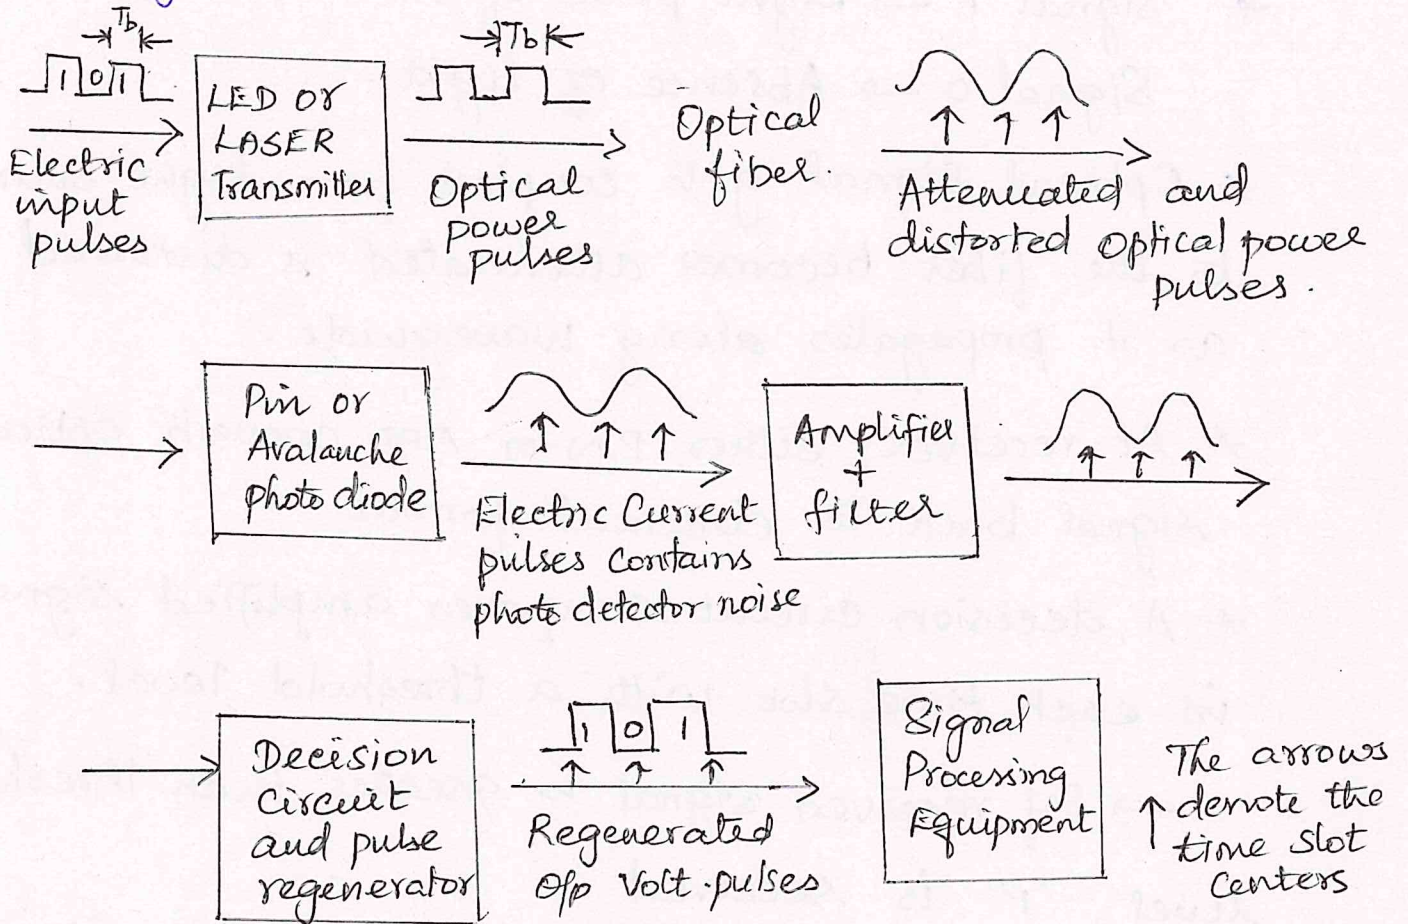 Tb
1 0 1
Electric
input
pulses
LED or
LASER
Transmitter
Tb
Optical
power
pulses
Optical
fiber.
Attenuated and
distorted optical power
pulses.
Pin or
Avalanche
photo diode
Electric Current
pulses contains
photo detector noise
Amplifier
+
filter
Decision
Circuit
and pulse
regenerator
1 0 1
Regenerated
O/p Volt.pulses
Signal
Processing
Equipment
The arrows
denote the
time slot
centers